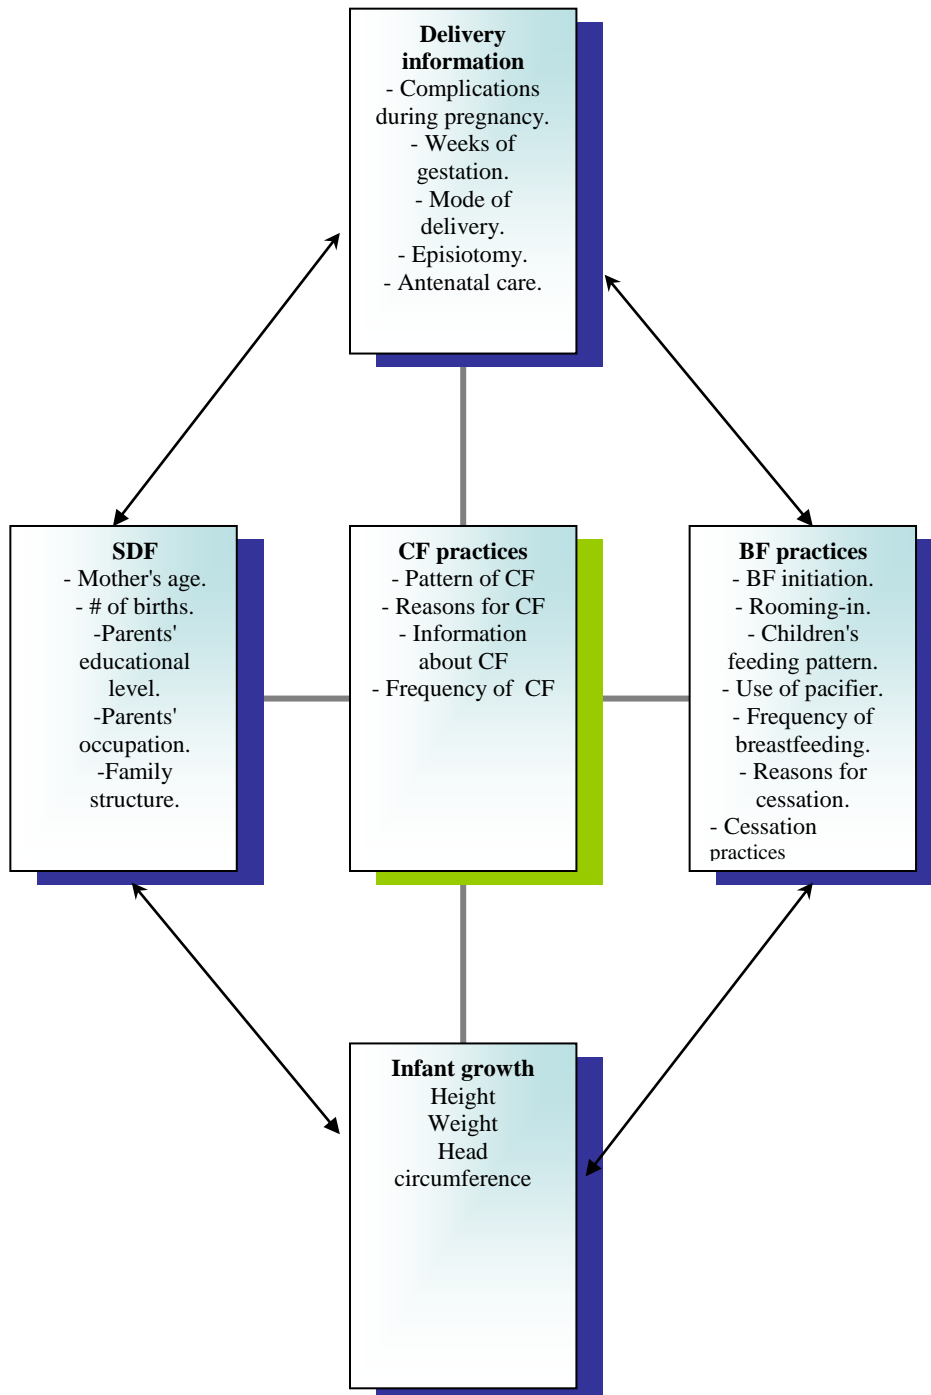 Delivery
information
- Complications
during pregnancy.
- Weeks of
gestation.
- Mode of
delivery.
- Episiotomy.
- Antenatal care.
SDF
- Mother's age.
- # of births.
-Parents'
educational
level.
-Parents'
occupation.
-Family
structure.
CF practices
- Pattern of CF
- Reasons for CF
- Information
about CF
- Frequency of  CF
BF practices
- BF initiation.
- Rooming-in.
- Children's
feeding pattern.
- Use of pacifier.
- Frequency of
breastfeeding.
- Reasons for
cessation.
- Cessation
practices
Infant growth
Height
Weight
Head
circumference